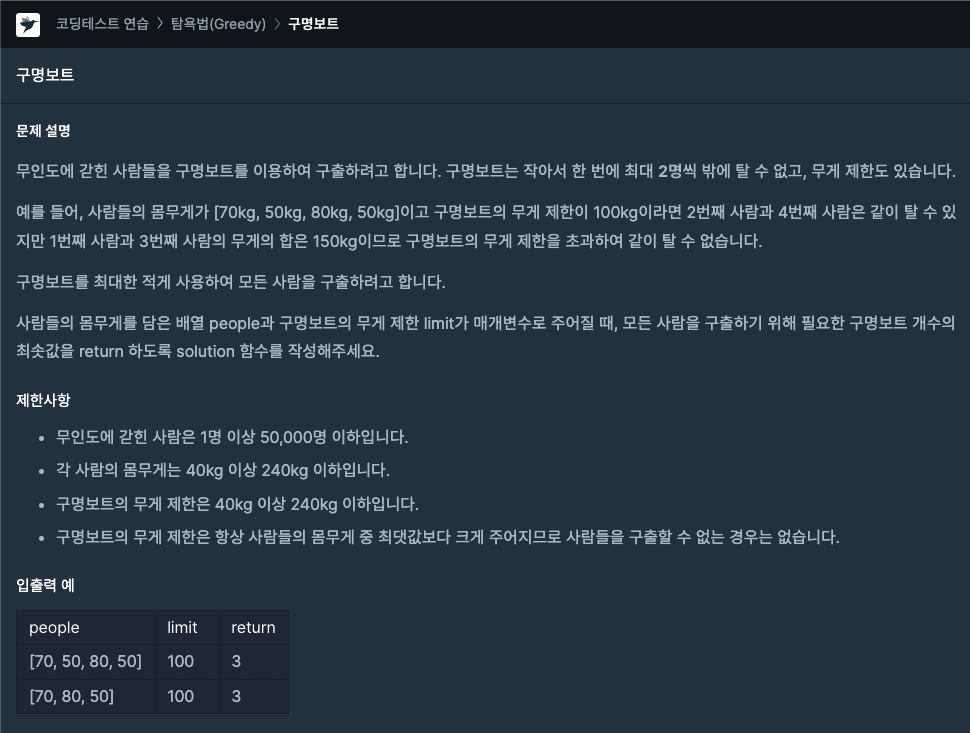 코딩테스트 연습 > 탐욕법(Greedy) > 구명보트
구명보트
문제 설명
무인도에 갇힌 사람들을 구명보트를 이용하여 구출하려고 합니다. 구명보트는 작아서 한 번에 최대 2명씩 밖에 탈 수 없고, 무게 제한도 있습니다.
예를 들어, 사람들의 몸무게가 [70kg, 50kg, 80kg, 50kg]이고 구명보트의 무게 제한이 100kg이라면 2번째 사람과 4번째 사람은 같이 탈 수 있
지만 1번째 사람과 3번째 사람의 무게의 합은 150kg이므로 구명보트의 무게 제한을 초과하여 같이 탈 수 없습니다.
구명보트를 최대한 적게 사용하여 모든 사람을 구출하려고 합니다.
사람들의 몸무게를 담은 배열 people과 구명보트의 무게 제한 limit가 매개변수로 주어질 때, 모든 사람을 구출하기 위해 필요한 구명보트 개수의
최솟값을 return 하도록 solution 함수를 작성해주세요.
제한사항
• 무인도에 갇힌 사람은 1명 이상 50,000명 이하입니다.
• 각 사람의 몸무게는 40kg 이상 240kg 이하입니다.
• 구명보트의 무게 제한은 40kg 이상 240kg 이하입니다.
• 구명보트의 무게 제한은 항상 사람들의 몸무게 중 최댓값보다 크게 주어지므로 사람들을 구출할 수 없는 경우는 없습니다.
입출력 예
people limit return
[70, 50, 80, 50] 100 3
[70, 80, 50] 100 3